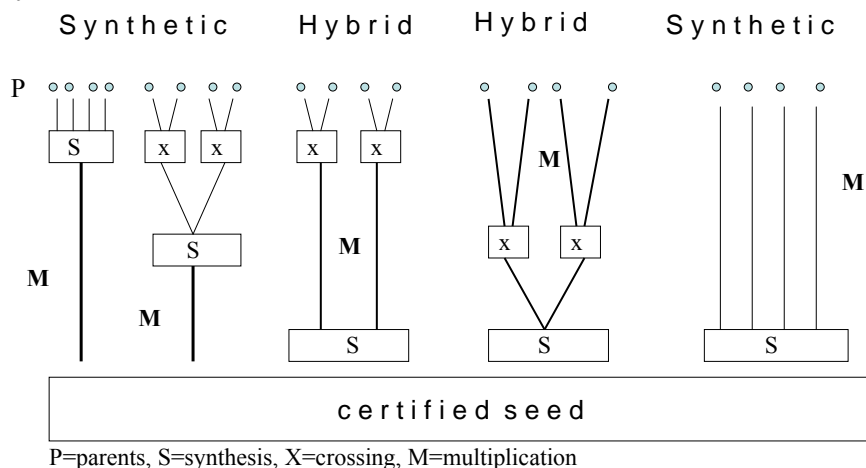 Synthetic Hybrid Hybrid Synthetic
P
S x x x x
M M
x x
S
M
M
S S S
certified seed
P=parents, S=synthesis, X=crossing, M=multiplication